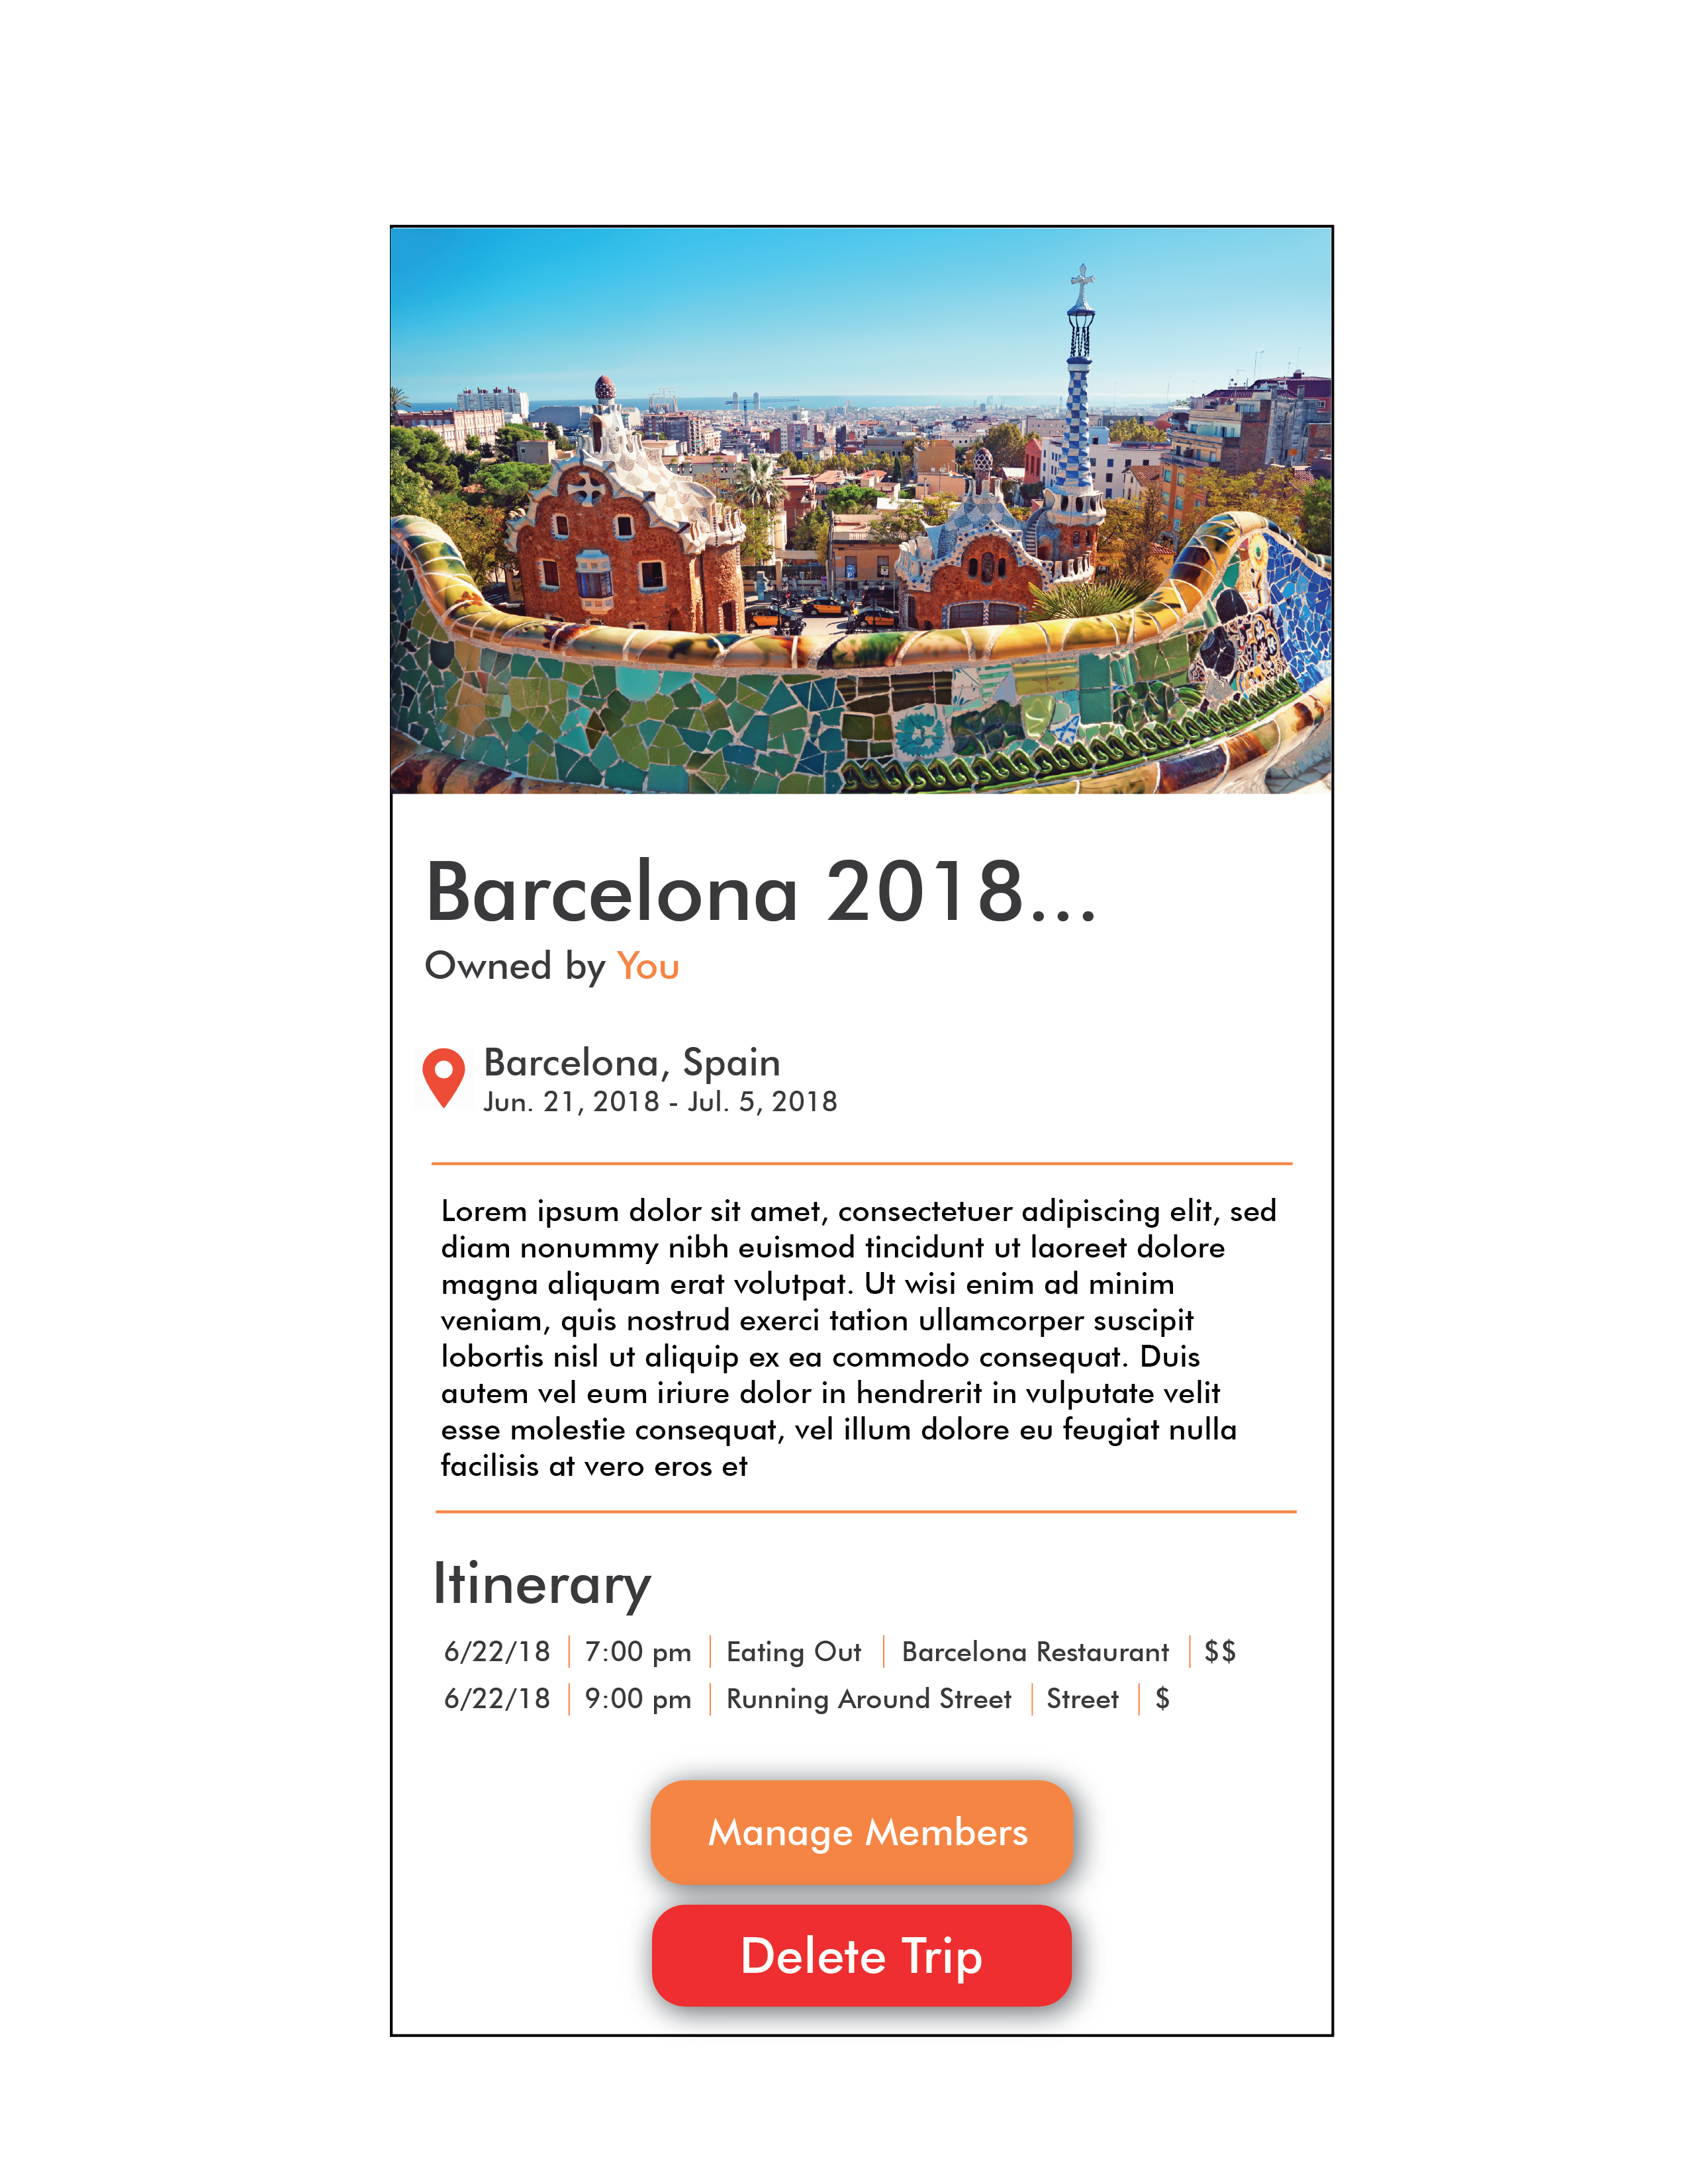 Barcelona 2018...
Owned by You
Barcelona, Spain
Jun. 21, 2018 - Jul. 5, 2018
Lorem ipsum dolor sit amet, consectetuer adipiscing elit, sed
diam nonummy nibh euismod tincidunt ut laoreet dolore
magna aliquam erat volutpat. Ut wisi enim ad minim
veniam, quis nostrud exerci tation ullamcorper suscipit
lobortis nisl ut aliquip ex ea commodo consequat. Duis
autem vel eum iriure dolor in hendrerit in vulputate velit
esse molestie consequat, vel illum dolore eu feugiat nulla
facilisis at vero eros et
Itinerary
6/22/18 | 7:00 pm | Eating Out | Barcelona Restaurant | $$
6/22/18 | 9:00 pm | Running Around Street | Street | $
Manage Members
Delete Trip